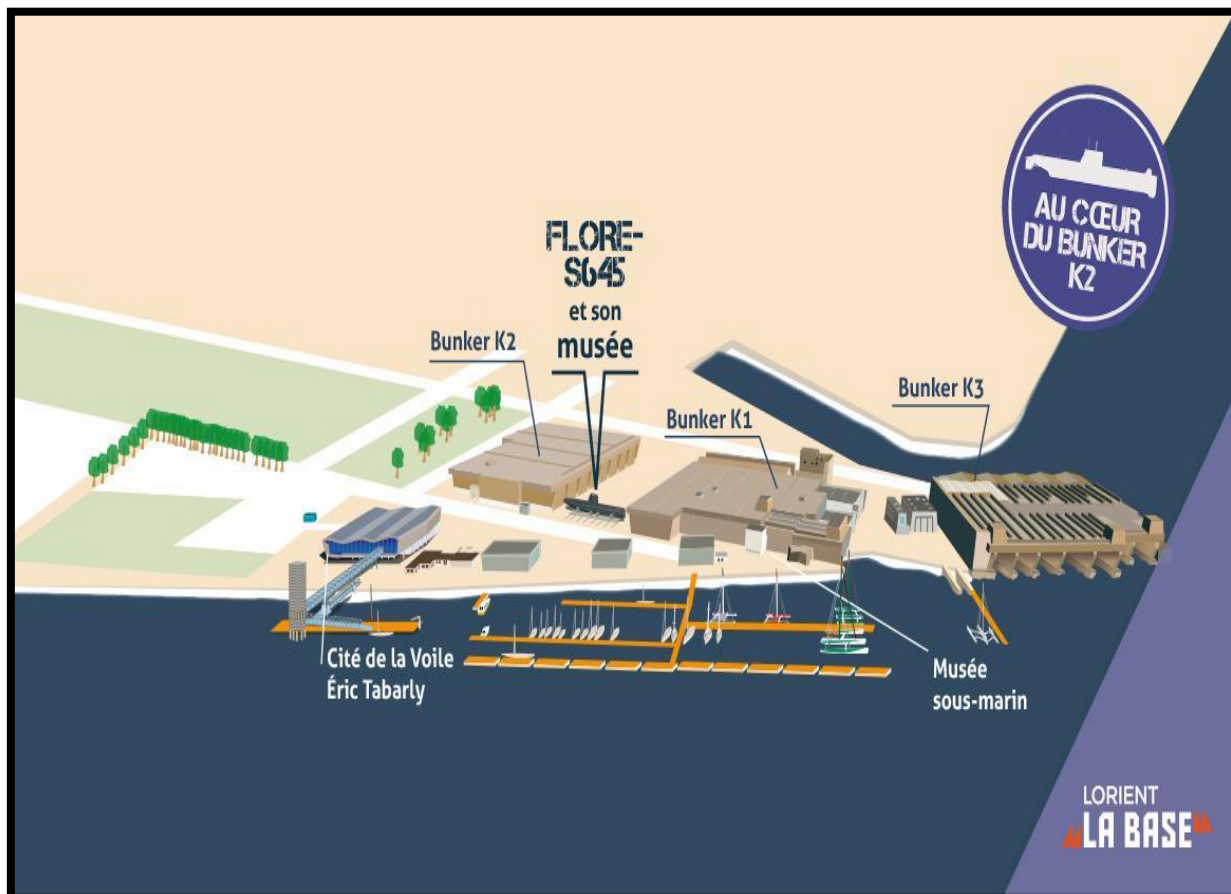 AU CŒUR
DU BUNKER
K2
FLORE-
S645
et son
musée
Bunker K2
Bunker K1
Bunker K3
Cité de la Voile
Éric Tabarly
Musée
sous-marin
LORIENT
LA BASE